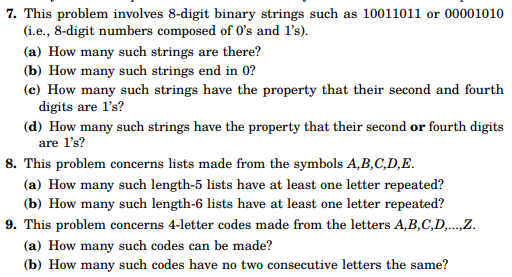 7. This problem involves 8-digit binary strings such as 10011011 or 00001010
(i.e., 8-digit numbers composed of 0's and 1's).
(a) How many such strings are there?
(b) How many such strings end in 0?
(c) How many such strings have the property that their second and fourth
digits are 1's?
(d) How many such strings have the property that their second or fourth digits
are 1's?
8. This problem concerns lists made from the symbols A,B,C,D,E.
(a) How many such length-5 lists have at least one letter repeated?
(b) How many such length-6 lists have at least one letter repeated?
9. This problem concerns 4-letter codes made from the letters A,B,C,D,...,Z.
(a) How many such codes can be made?
(b) How many such codes have no two consecutive letters the same?